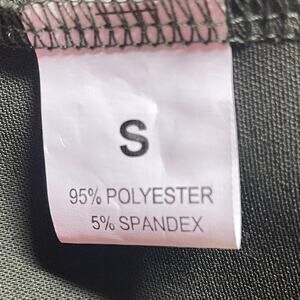 S
95% POLYESTER
5% SPANDEX